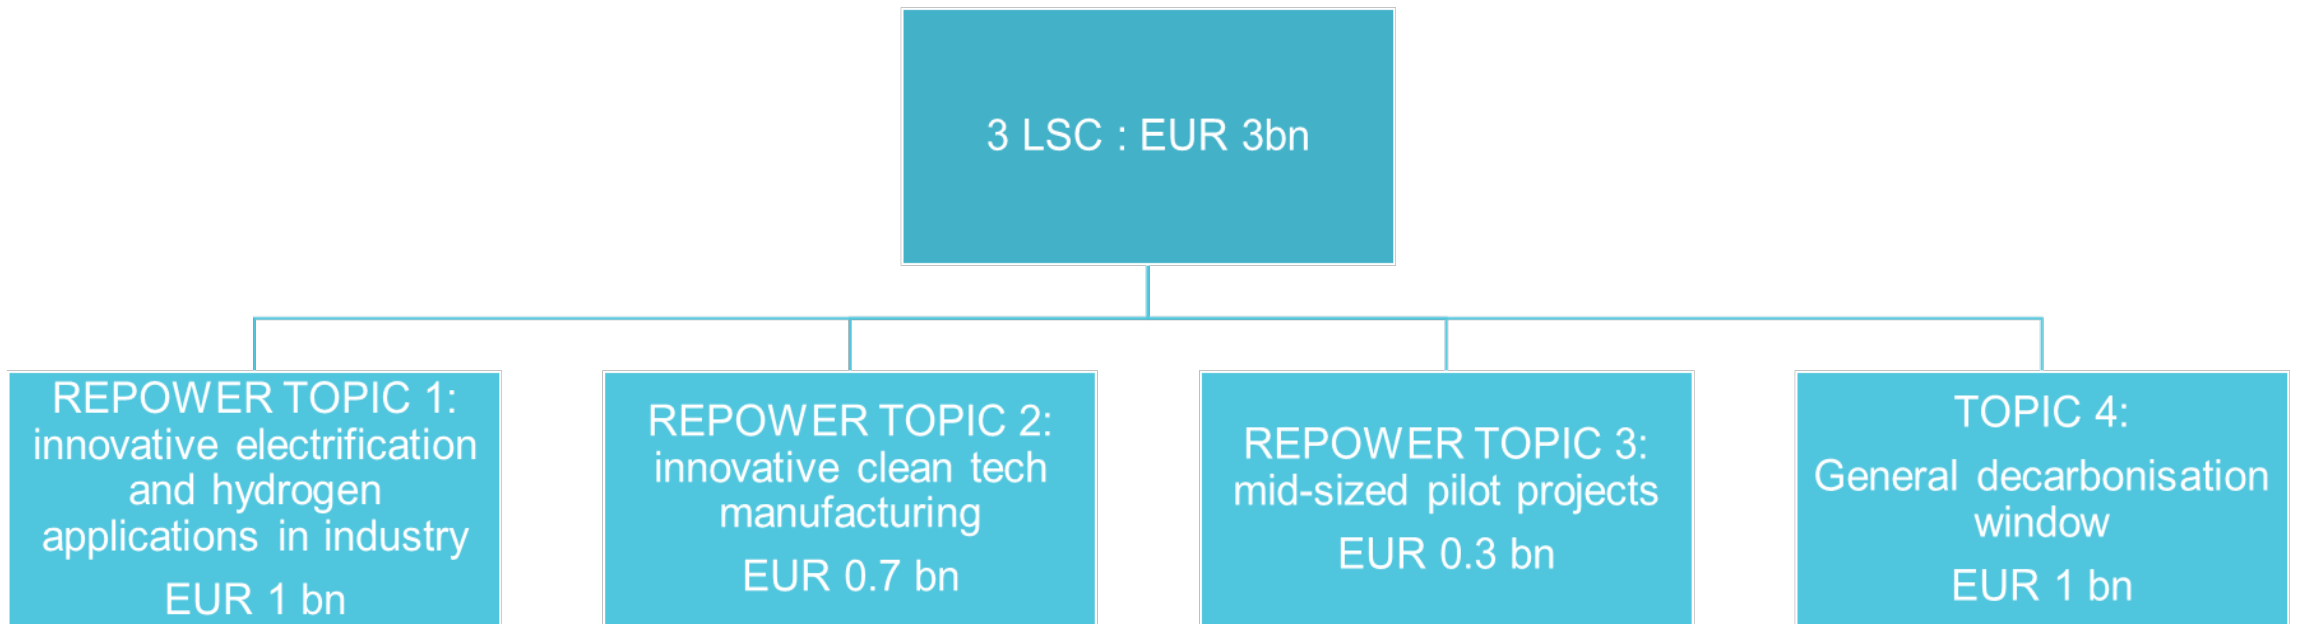 3 LSC : EUR 3bn
REPOWER TOPIC 1:
innovative electrification
and hydrogen
applications in industry
EUR 1 bn
REPOWER TOPIC 2:
innovative clean tech
manufacturing
EUR 0.7 bn
REPOWER TOPIC 3:
mid-sized pilot projects
EUR 0.3 bn
TOPIC 4:
General decarbonisation
window
EUR 1 bn